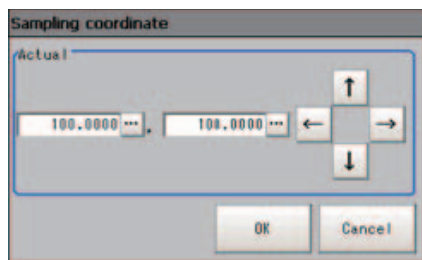 Sampling coordinate
Actual
100.0000 ... , 100.0000 ...
↑
← →
↓
OK Cancel